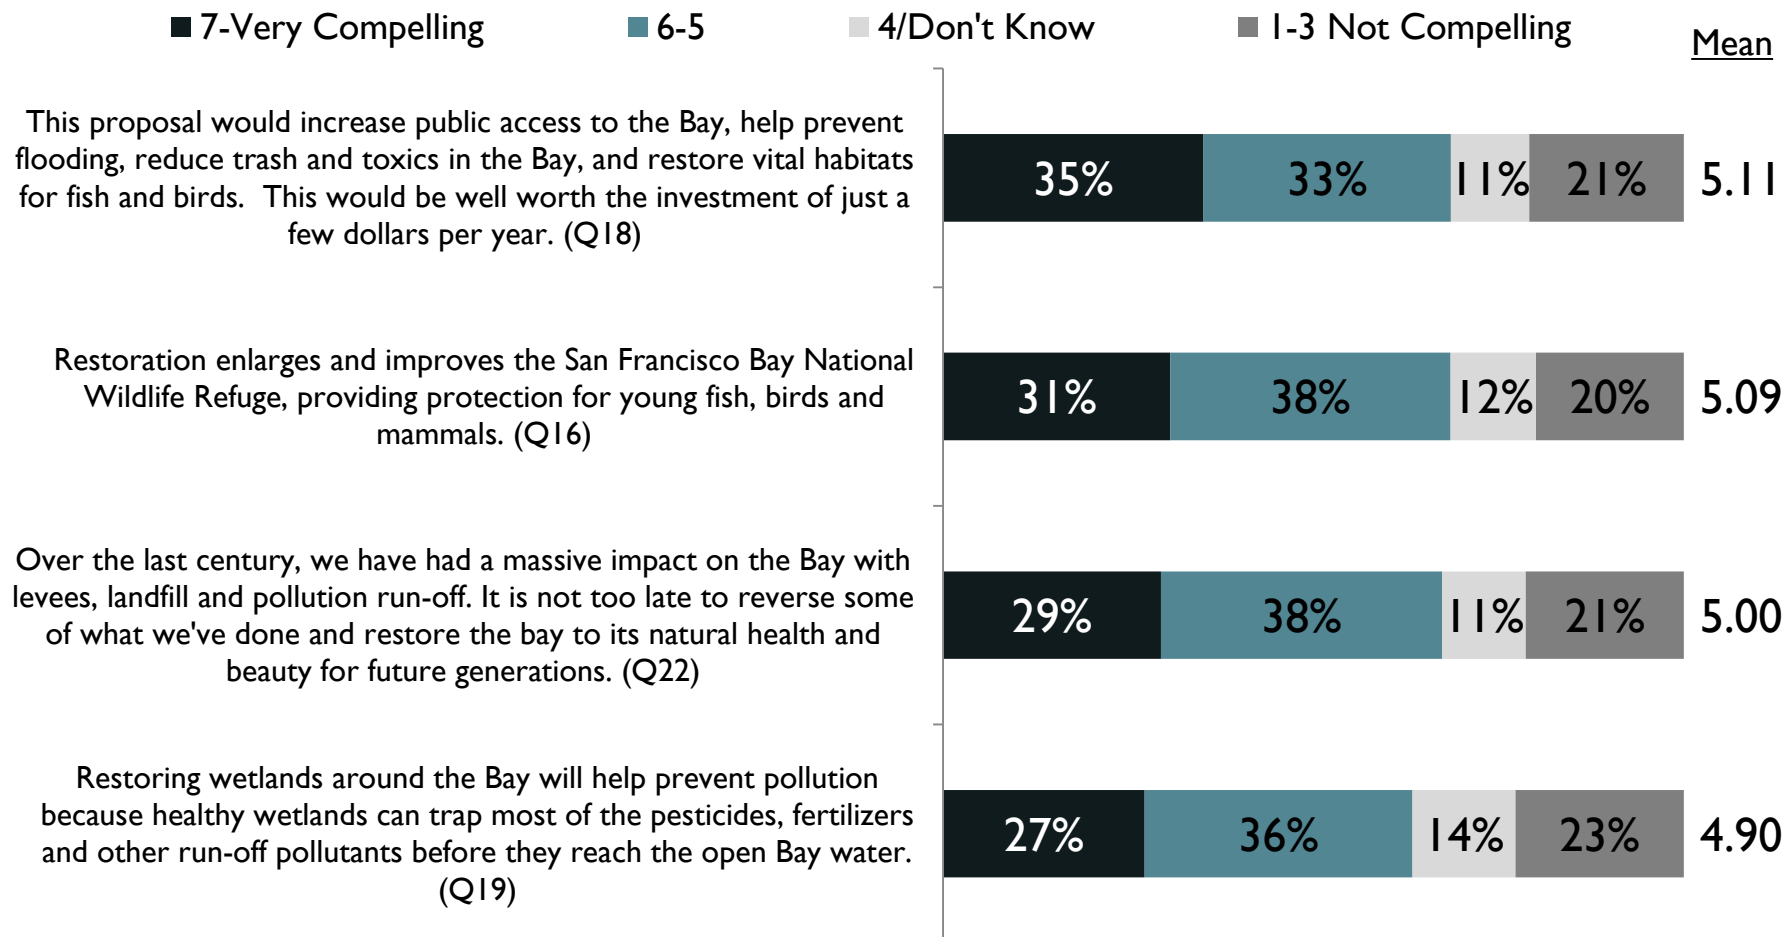 7-Very Compelling 6-5 4/Don't Know 1-3 Not Compelling Mean
This proposal would increase public access to the Bay, help prevent
flooding, reduce trash and toxics in the Bay, and restore vital habitats
for fish and birds.  This would be well worth the investment of just a
few dollars per year. (Q18)
35% 33% 11% 21% 5.11
Restoration enlarges and improves the San Francisco Bay National
Wildlife Refuge, providing protection for young fish, birds and
mammals. (Q16)
31% 38% 12% 20% 5.09
Over the last century, we have had a massive impact on the Bay with
levees, landfill and pollution run-off. It is not too late to reverse some
of what we've done and restore the bay to its natural health and
beauty for future generations. (Q22)
29% 38% 11% 21% 5.00
Restoring wetlands around the Bay will help prevent pollution
because healthy wetlands can trap most of the pesticides, fertilizers
and other run-off pollutants before they reach the open Bay water.
(Q19)
27% 36% 14% 23% 4.90